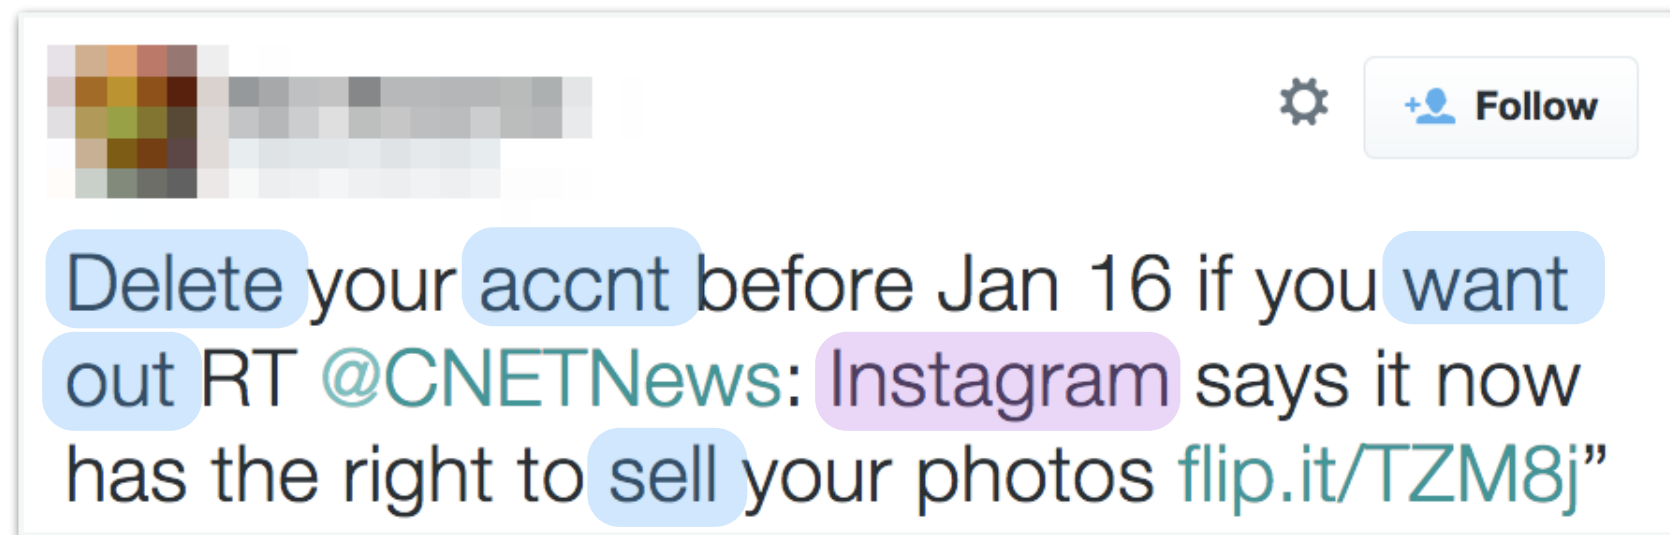 Follow
Delete your accnt before Jan 16 if you want
out RT @CNETNews: Instagram says it now
has the right to sell your photos flip.it/TZM8j”